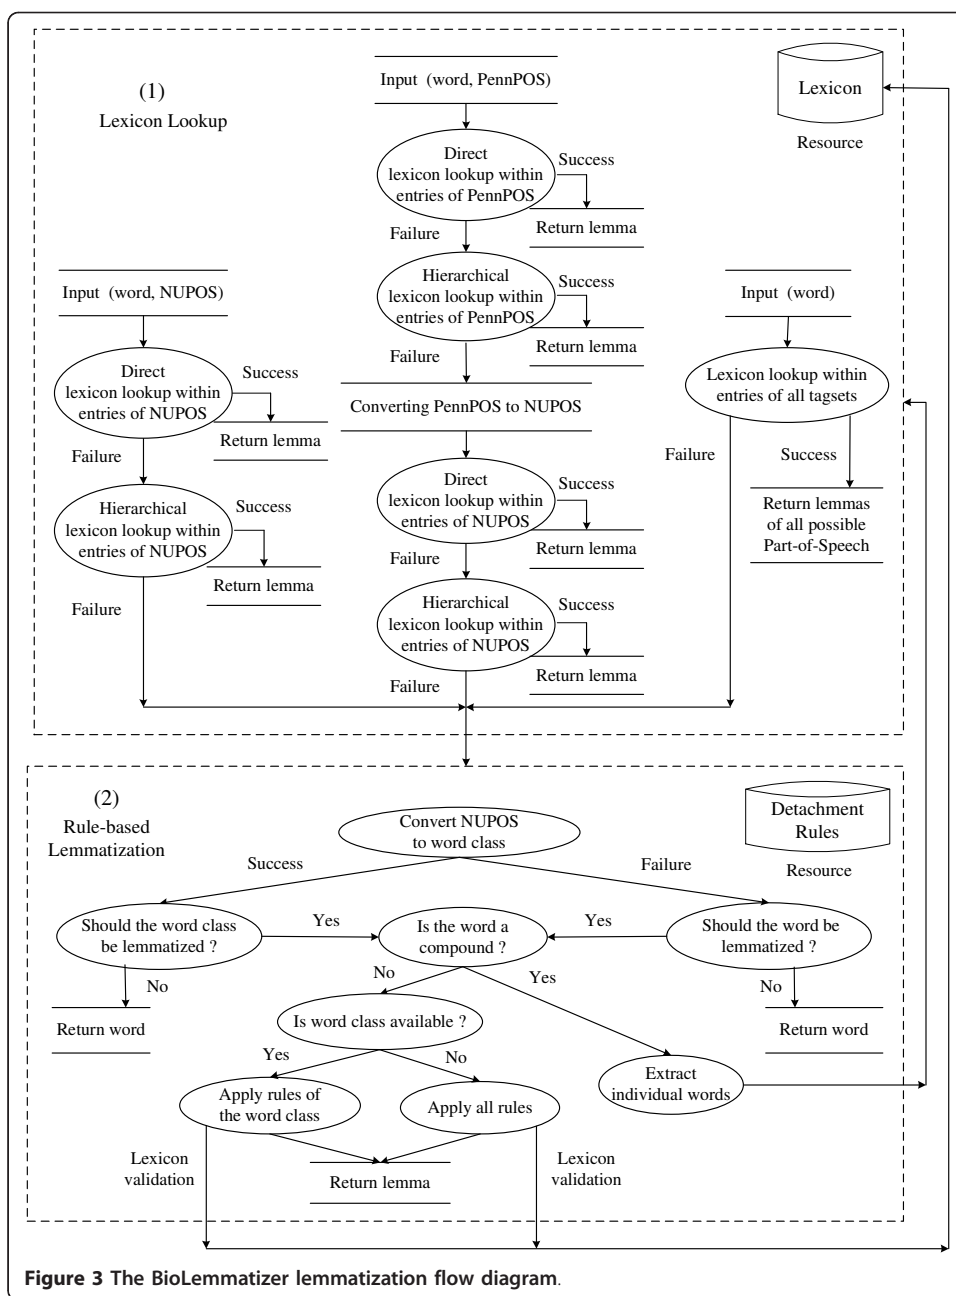 (1)
Lexicon Lookup
Input (word, PennPOS)
Lexicon
Resource
Direct
lexicon lookup within
entries of PennPOS
Success
Return lemma
Failure
Hierarchical
lexicon lookup within
entries of PennPOS
Success
Return lemma
Failure
Converting PennPOS to NUPOS
Direct
lexicon lookup within
entries of NUPOS
Success
Return lemma
Failure
Hierarchical
lexicon lookup within
entries of NUPOS
Success
Return lemma
Failure
Input (word, NUPOS)
Direct
lexicon lookup within
entries of NUPOS
Success
Return lemma
Failure
Hierarchical
lexicon lookup within
entries of NUPOS
Success
Return lemma
Failure
Input (word)
Lexicon lookup within
entries of all tagsets
Failure
Success
Return lemmas
of all possible
Part-of-Speech
(2)
Rule-based
Lemmatization
Convert NUPOS
to word class
Detachment
Rules
Resource
Success
Failure
Should the word class
be lemmatized ?
Yes
Is the word a
compound ?
Yes
Should the word be
lemmatized ?
No
Return word
No
Yes
No
Return word
Is word class available ?
Yes
No
Extract
individual words
Apply rules of
the word class
Apply all rules
Lexicon
validation
Return lemma
Lexicon
validation
Figure 3 The BioLemmatizer lemmatization flow diagram.